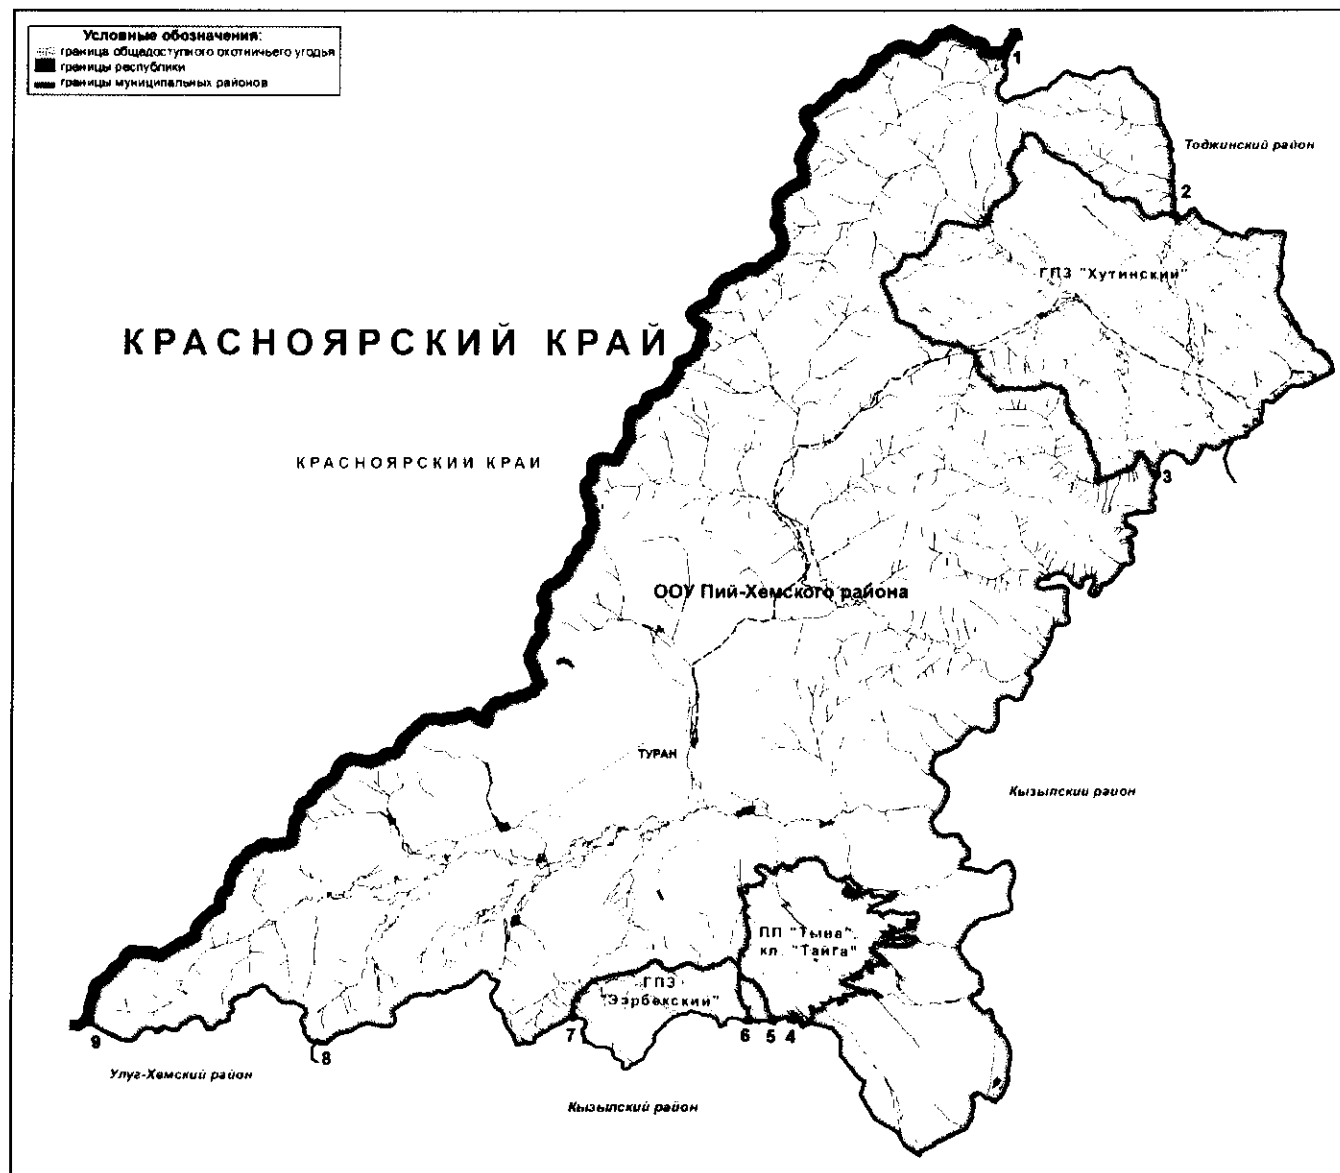 Условные обозначения:
граница общедоступного охотничьего угодья
границы республики
границы муниципальных районов
1
Тоджинский район
2
ГПЗ "Хутинский"
КРАСНОЯРСКИЙ КРАЙ
КРАСНОЯРСКИЙ КРАЙ
3
ООУ Пий-Хемского района
ТУРАН
Кызылский район
ПП "Тыва",
кл. "Тайга"
ГПЗ
"Ээрбекский"
9
8
7
6
5
4
Улуг-Хемский район
Кызылский район